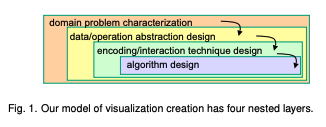 domain problem characterization
data/operation abstraction design
encoding/interaction technique design
algorithm design
Fig. 1. Our model of visualization creation has four nested layers.